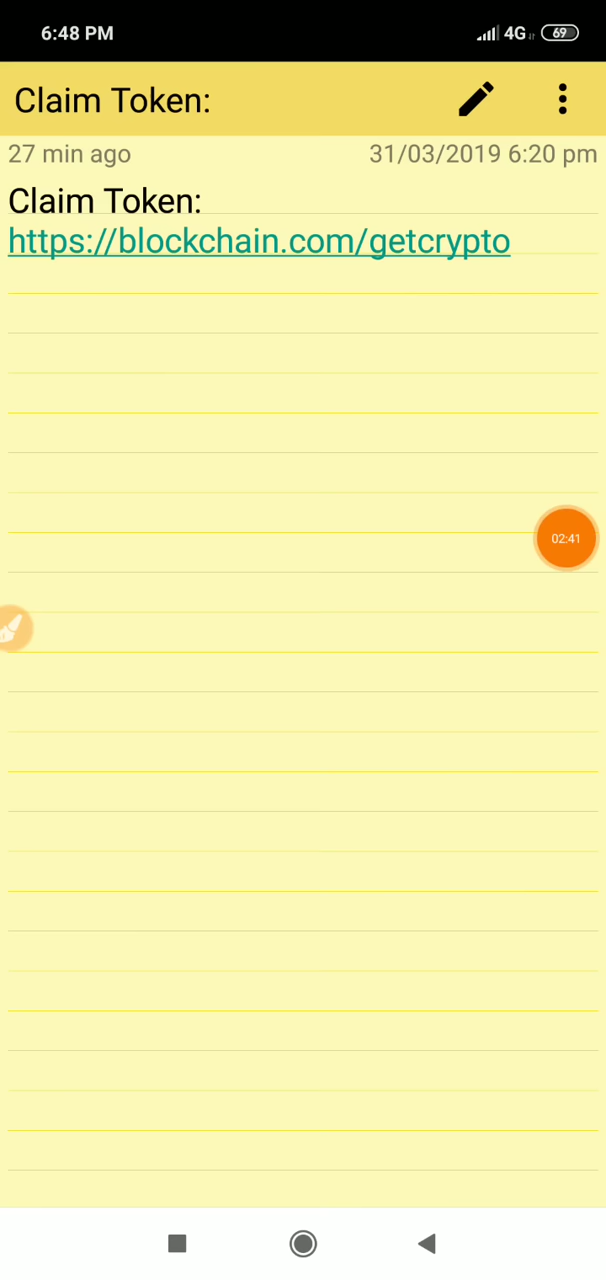 6:48 PM 4G 69
Claim Token:
27 min ago 31/03/2019 6:20 pm
Claim Token:
https://blockchain.com/getcrypto
02:41